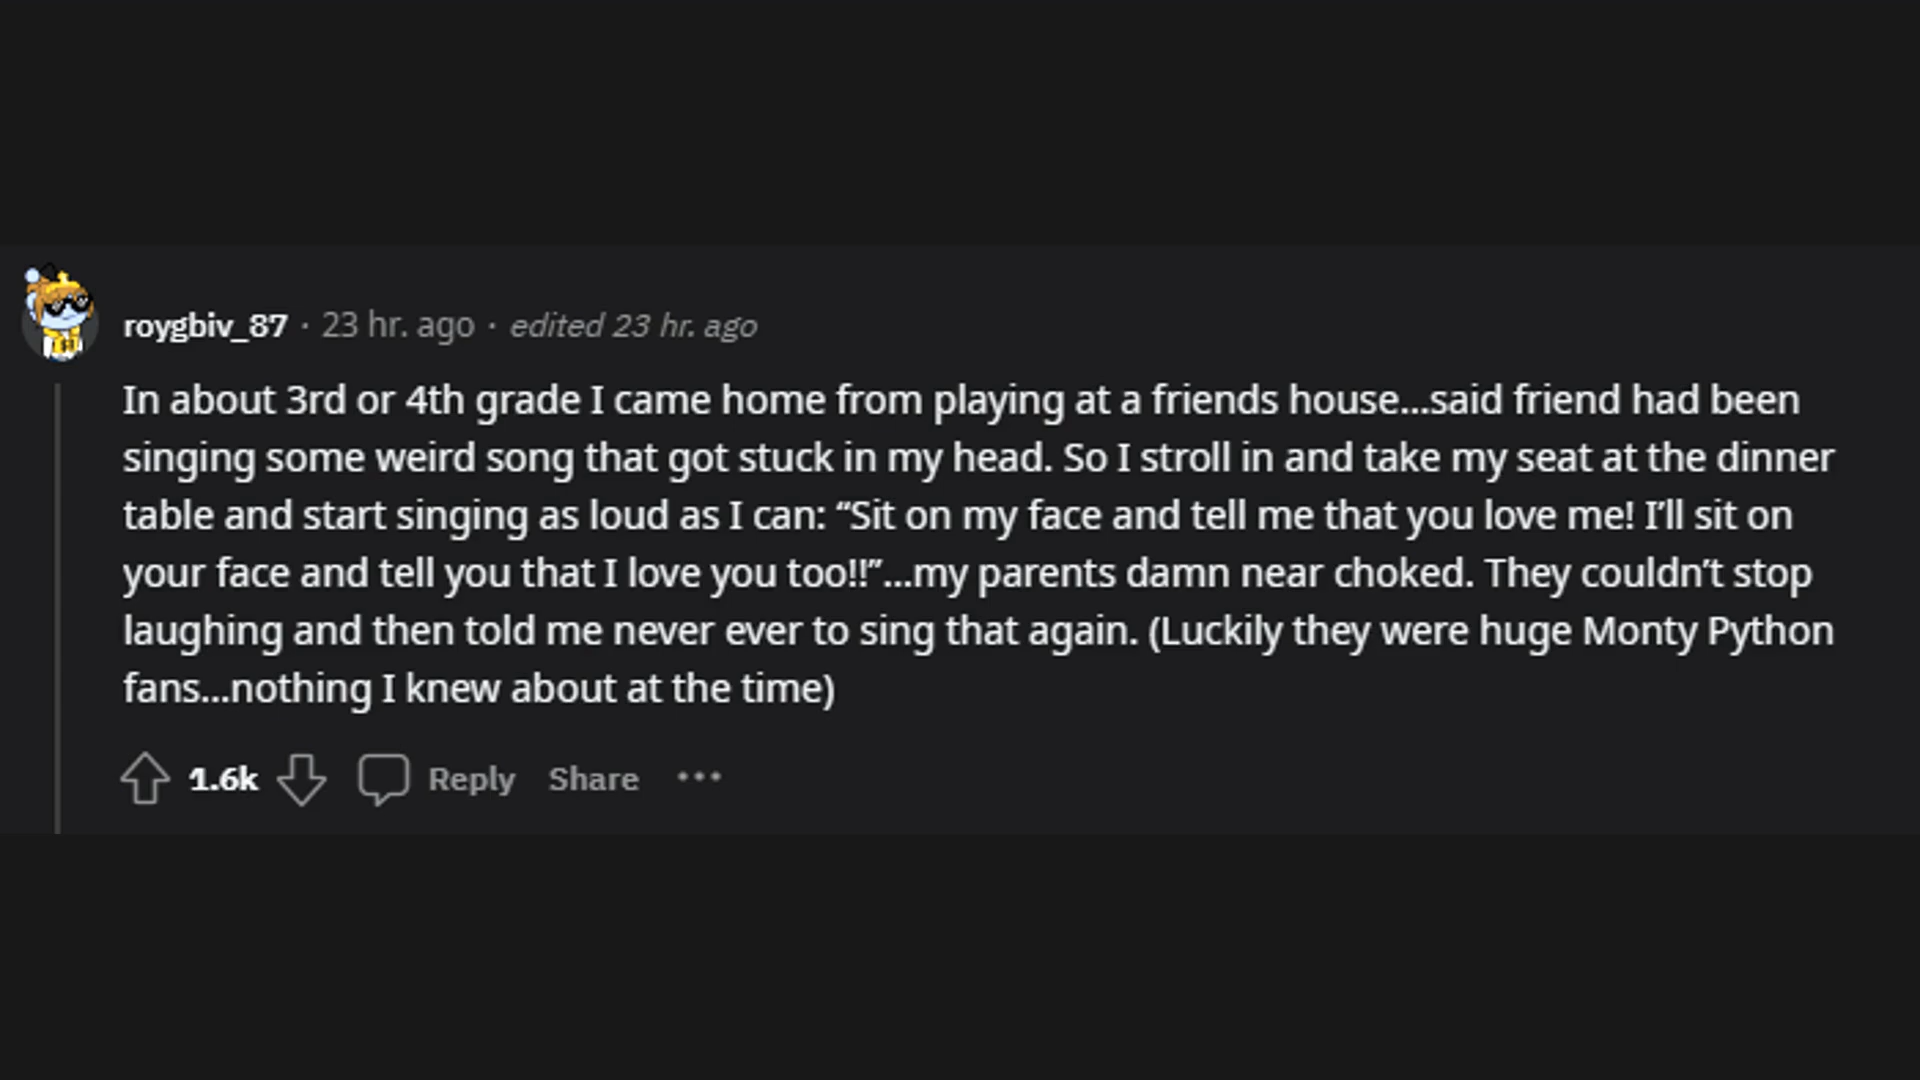 roygbiv_87 · 23 hr. ago · edited 23 hr. ago
In about 3rd or 4th grade I came home from playing at a friends house...said friend had been
singing some weird song that got stuck in my head. So I stroll in and take my seat at the dinner
table and start singing as loud as I can: “Sit on my face and tell me that you love me! I’ll sit on
your face and tell you that I love you too!!”...my parents damn near choked. They couldn’t stop
laughing and then told me never ever to sing that again. (Luckily they were huge Monty Python
fans...nothing I knew about at the time)
1.6k Reply Share ···